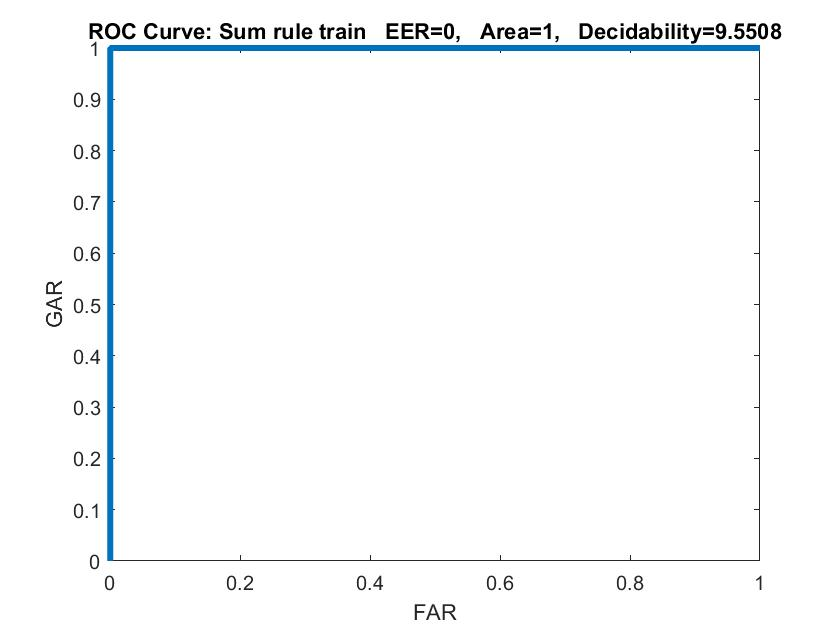 ROC Curve: Sum rule train EER=0, Area=1, Decidability=9.5508
1
0.9
0.8
0.7
0.6
0.5
0.4
0.3
0.2
0.1
0
GAR
0 0.2 0.4 0.6 0.8 1
FAR